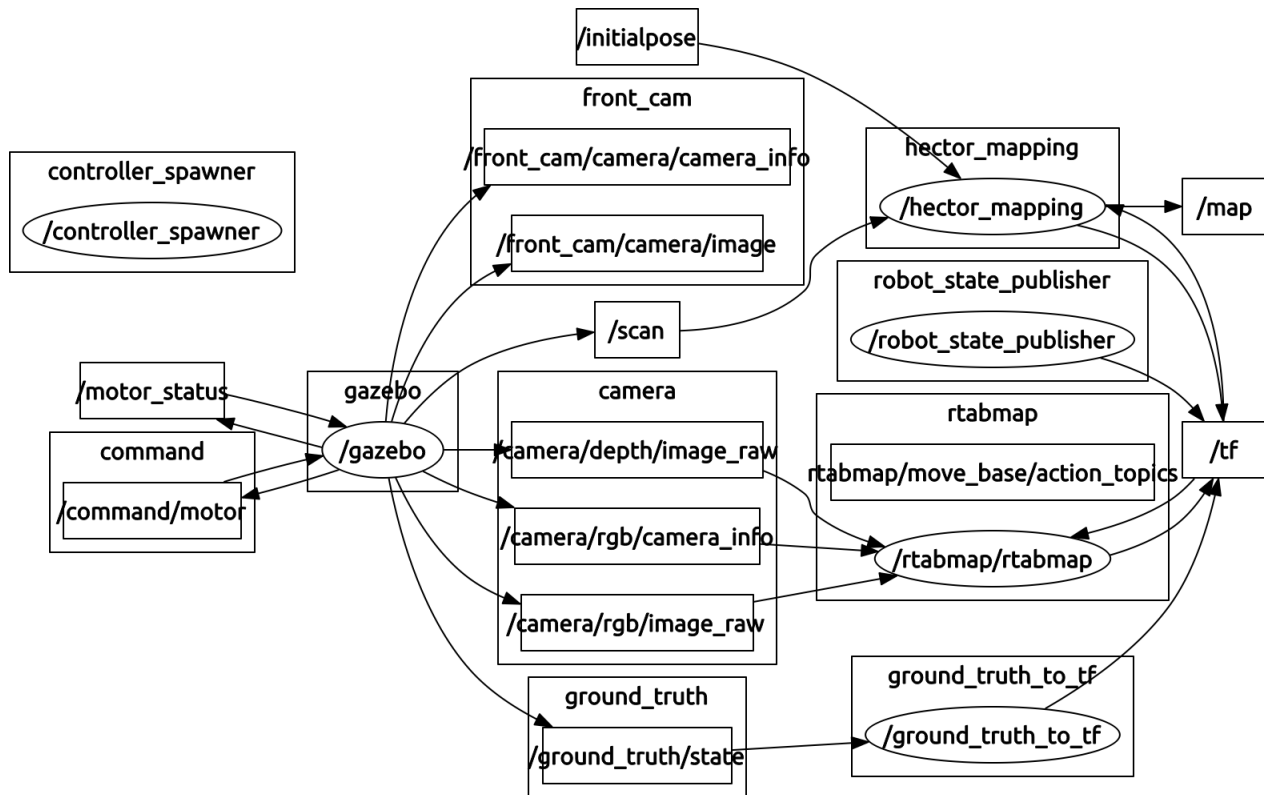 /initialpose
front_cam
/front_cam/camera/camera_info
/front_cam/camera/image
controller_spawner
/controller_spawner
hector_mapping
/hector_mapping
/map
robot_state_publisher
/robot_state_publisher
/scan
/motor_status
gazebo
/gazebo
command
/command/motor
camera
/camera/depth/image_raw
/camera/rgb/camera_info
/camera/rgb/image_raw
rtabmap
rtabmap/move_base/action_topics
/rtabmap/rtabmap
/tf
ground_truth
/ground_truth/state
ground_truth_to_tf
/ground_truth_to_tf